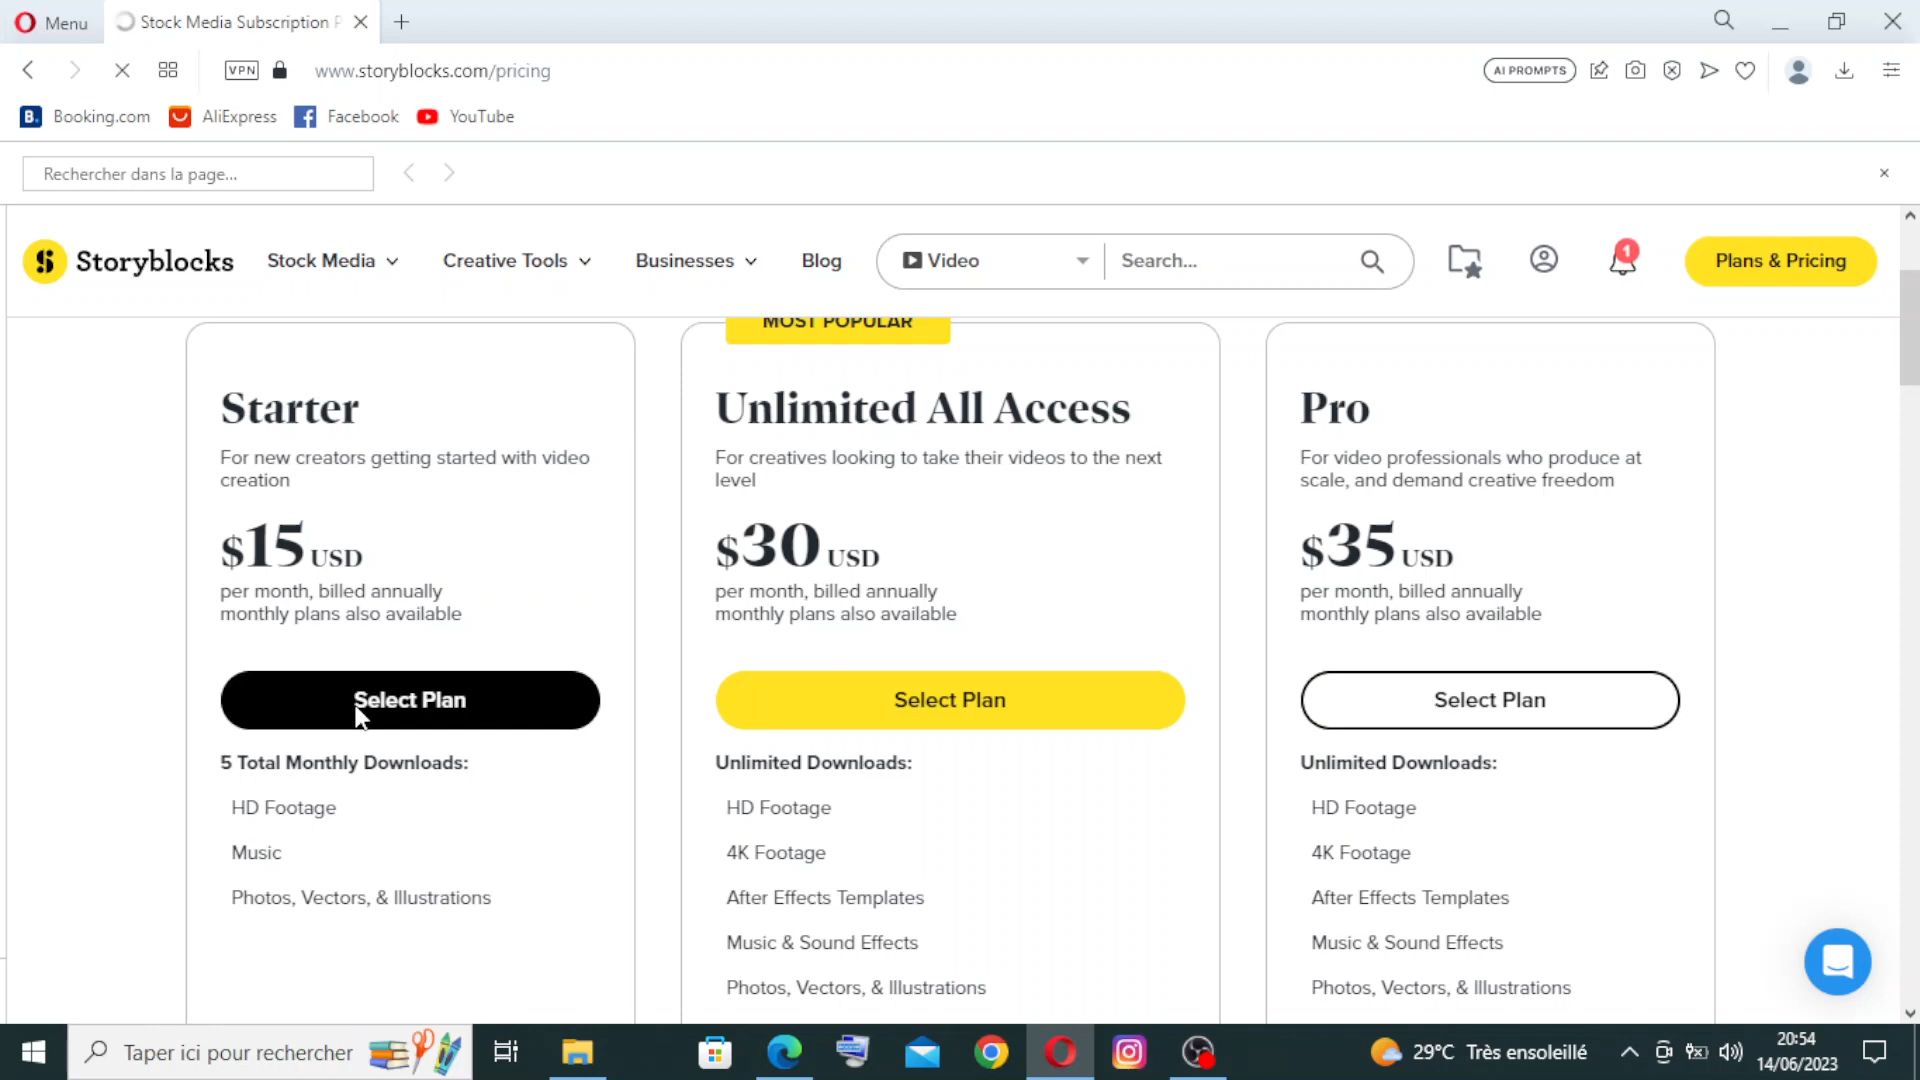 Menu
Stock Media Subscription P
VPN
www.storyblocks.com/pricing
AI PROMPTS
B. Booking.com
AliExpress
Facebook
YouTube
Rechercher dans la page...
Storyblocks
Stock Media
Creative Tools
Businesses
Blog
Video
Search...
1
Plans & Pricing
MOST POPULAR
Starter
For new creators getting started with video
creation
$15 USD
per month, billed annually
monthly plans also available
Select Plan
5 Total Monthly Downloads:
HD Footage
Music
Photos, Vectors, & Illustrations
Unlimited All Access
For creatives looking to take their videos to the next
level
$30 USD
per month, billed annually
monthly plans also available
Select Plan
Unlimited Downloads:
HD Footage
4K Footage
After Effects Templates
Music & Sound Effects
Photos, Vectors, & Illustrations
Pro
For video professionals who produce at
scale, and demand creative freedom
$35 USD
per month, billed annually
monthly plans also available
Select Plan
Unlimited Downloads:
HD Footage
4K Footage
After Effects Templates
Music & Sound Effects
Photos, Vectors, & Illustrations
Taper ici pour rechercher
29°C Très ensoleillé
20:54
14/06/2023